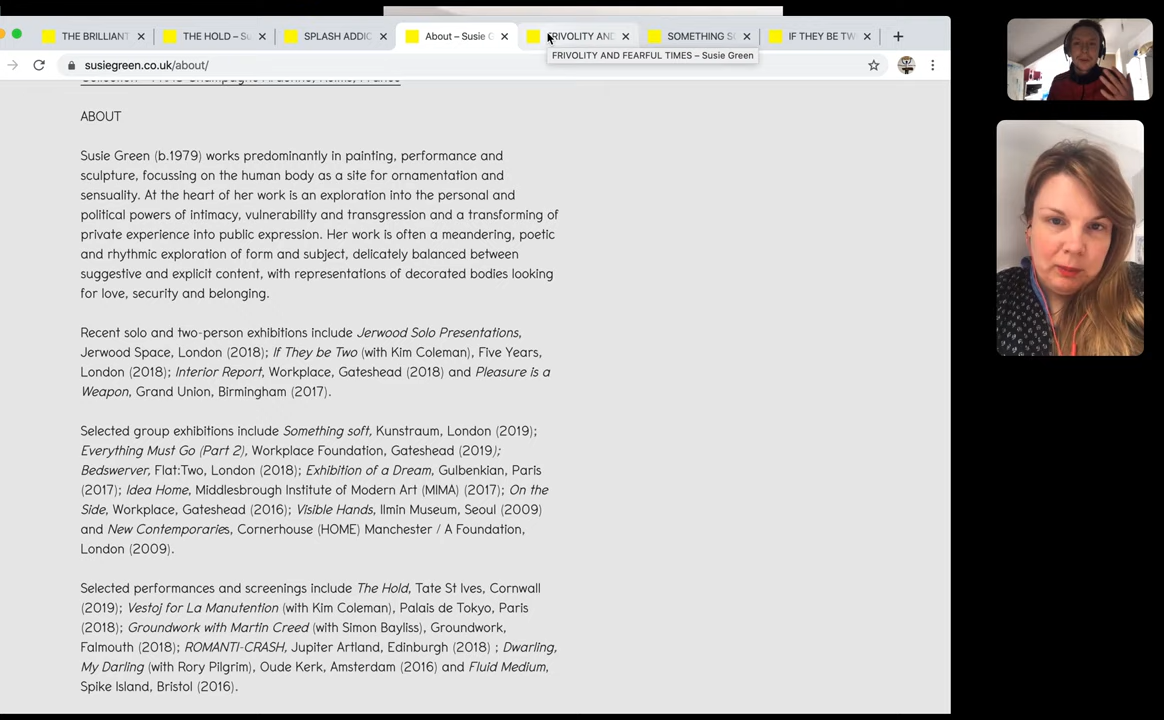 THE BRILLIANT
THE HOLD – Su
SPLASH ADDIC
About – Susie G
FRIVOLITY AND
SOMETHING SO
IF THEY BE TW
FRIVOLITY AND FEARFUL TIMES – Susie Green
susiegreen.co.uk/about/
ABOUT
Susie Green (b.1979) works predominantly in painting, performance and
sculpture, focussing on the human body as a site for ornamentation and
sensuality. At the heart of her work is an exploration into the personal and
political powers of intimacy, vulnerability and transgression and a transforming of
private experience into public expression. Her work is often a meandering, poetic
and rhythmic exploration of form and subject, delicately balanced between
suggestive and explicit content, with representations of decorated bodies looking
for love, security and belonging.
Recent solo and two-person exhibitions include Jerwood Solo Presentations,
Jerwood Space, London (2018); If They be Two (with Kim Coleman), Five Years,
London (2018); Interior Report, Workplace, Gateshead (2018) and Pleasure is a
Weapon, Grand Union, Birmingham (2017).
Selected group exhibitions include Something soft, Kunstraum, London (2019);
Everything Must Go (Part 2), Workplace Foundation, Gateshead (2019);
Bedswerver, Flat:Two, London (2018); Exhibition of a Dream, Gulbenkian, Paris
(2017); Idea Home, Middlesbrough Institute of Modern Art (MIMA) (2017); On the
Side, Workplace, Gateshead (2016); Visible Hands, Ilmin Museum, Seoul (2009)
and New Contemporaries, Cornerhouse (HOME) Manchester / A Foundation,
London (2009).
Selected performances and screenings include The Hold, Tate St Ives, Cornwall
(2019); Vestoj for La Manutention (with Kim Coleman), Palais de Tokyo, Paris
(2018); Groundwork with Martin Creed (with Simon Bayliss), Groundwork,
Falmouth (2018); ROMANTI-CRASH, Jupiter Artland, Edinburgh (2018) ; Dwarling,
My Darling (with Rory Pilgrim), Oude Kerk, Amsterdam (2016) and Fluid Medium,
Spike Island, Bristol (2016).